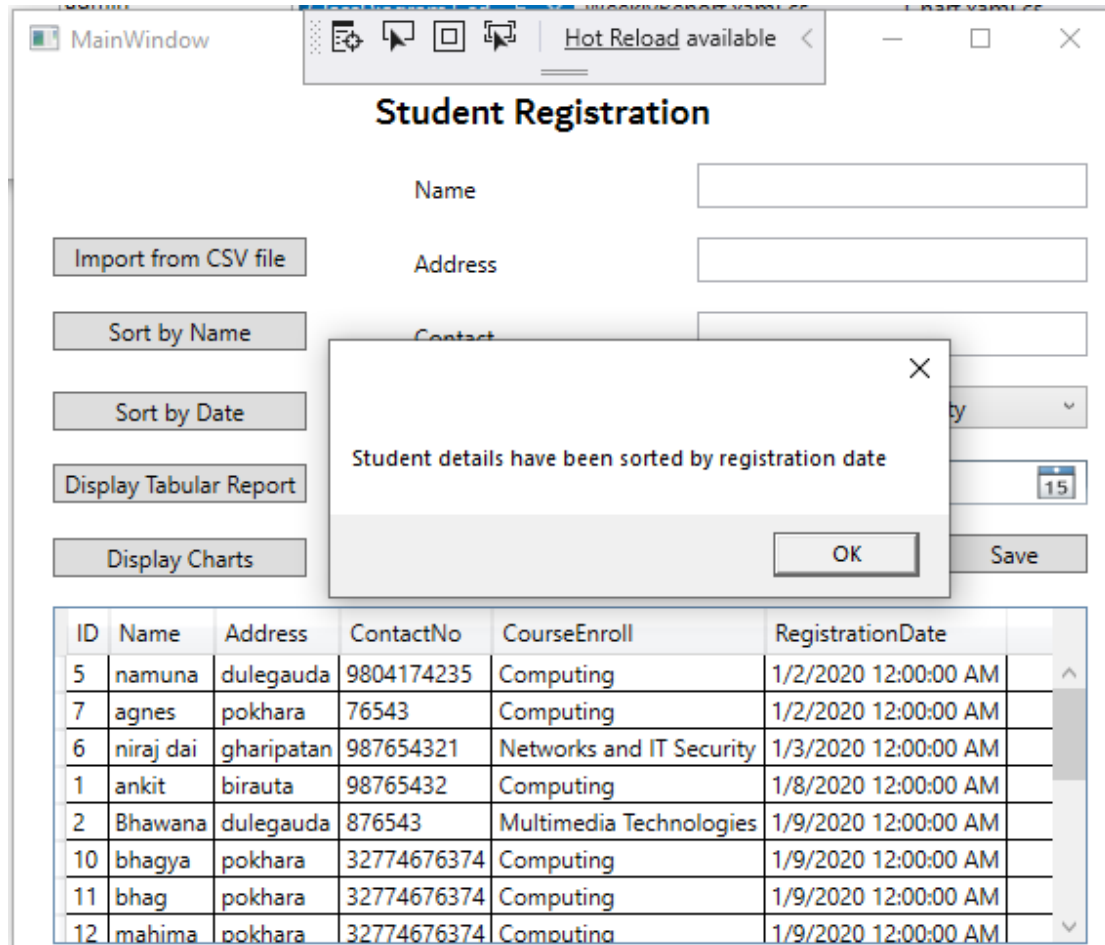 MainWindow
Hot Reload available
Student Registration
Name
Import from CSV file
Address
Sort by Name
Contact
Sort by Date
ty
Student details have been sorted by registration date
Display Tabular Report
15
OK
Display Charts
Save
ID Name Address ContactNo CourseEnroll RegistrationDate
5 namuna dulegauda 9804174235 Computing 1/2/2020 12:00:00 AM
7 agnes pokhara 76543 Computing 1/2/2020 12:00:00 AM
6 niraj dai gharipatan 987654321 Networks and IT Security 1/3/2020 12:00:00 AM
1 ankit birauta 98765432 Computing 1/8/2020 12:00:00 AM
2 Bhawana dulegauda 876543 Multimedia Technologies 1/9/2020 12:00:00 AM
10 bhagya pokhara 32774676374 Computing 1/9/2020 12:00:00 AM
11 bhag pokhara 32774676374 Computing 1/9/2020 12:00:00 AM
12 mahima pokhara 32774676374 Computing 1/9/2020 12:00:00 AM